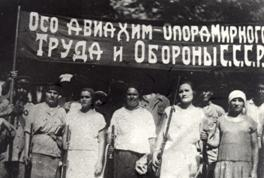 ОСО АВИАХИМ ОПОРА МИРНОГО
ТРУДА И ОБОРОНЫ С.С.С.Р.